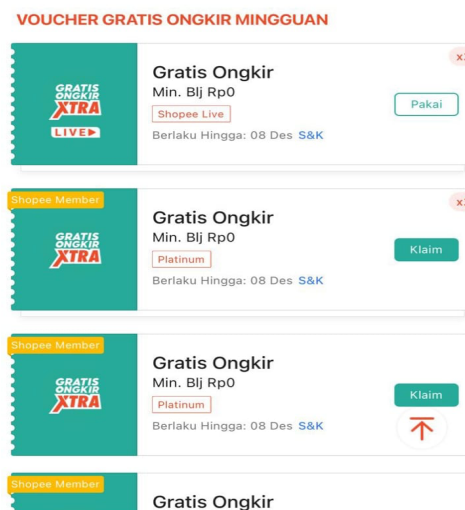 VOUCHER GRATIS ONGKIR MINGGUAN
GRATIS
ONGKIR
XTRA
LIVE
Gratis Ongkir
Min. Blj Rp0
Shopee Live
Berlaku Hingga: 08 Des S&K
Pakai
Shopee Member
GRATIS
ONGKIR
XTRA
Gratis Ongkir
Min. Blj Rp0
Platinum
Berlaku Hingga: 08 Des S&K
Klaim
Shopee Member
GRATIS
ONGKIR
XTRA
Gratis Ongkir
Min. Blj Rp0
Platinum
Berlaku Hingga: 08 Des S&K
Klaim
Shopee Member
Gratis Ongkir